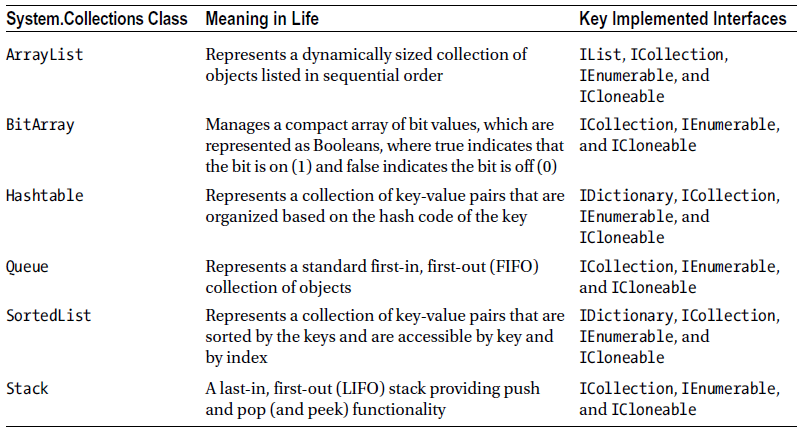 System.Collections Class Meaning in Life Key Implemented Interfaces
ArrayList Represents a dynamically sized collection of IList, ICollection,
objects listed in sequential order IEnumerable, and
ICloneable
BitArray Manages a compact array of bit values, which are ICollection, IEnumerable,
represented as Booleans, where true indicates that and ICloneable
the bit is on (1) and false indicates the bit is off (0)
Hashtable Represents a collection of key-value pairs that are IDictionary, ICollection,
organized based on the hash code of the key IEnumerable, and
ICloneable
Queue Represents a standard first-in, first-out (FIFO) ICollection, IEnumerable,
collection of objects and ICloneable
SortedList Represents a collection of key-value pairs that are IDictionary, ICollection,
sorted by the keys and are accessible by key and IEnumerable, and
by index ICloneable
Stack A last-in, first-out (LIFO) stack providing push ICollection, IEnumerable,
and pop (and peek) functionality and ICloneable